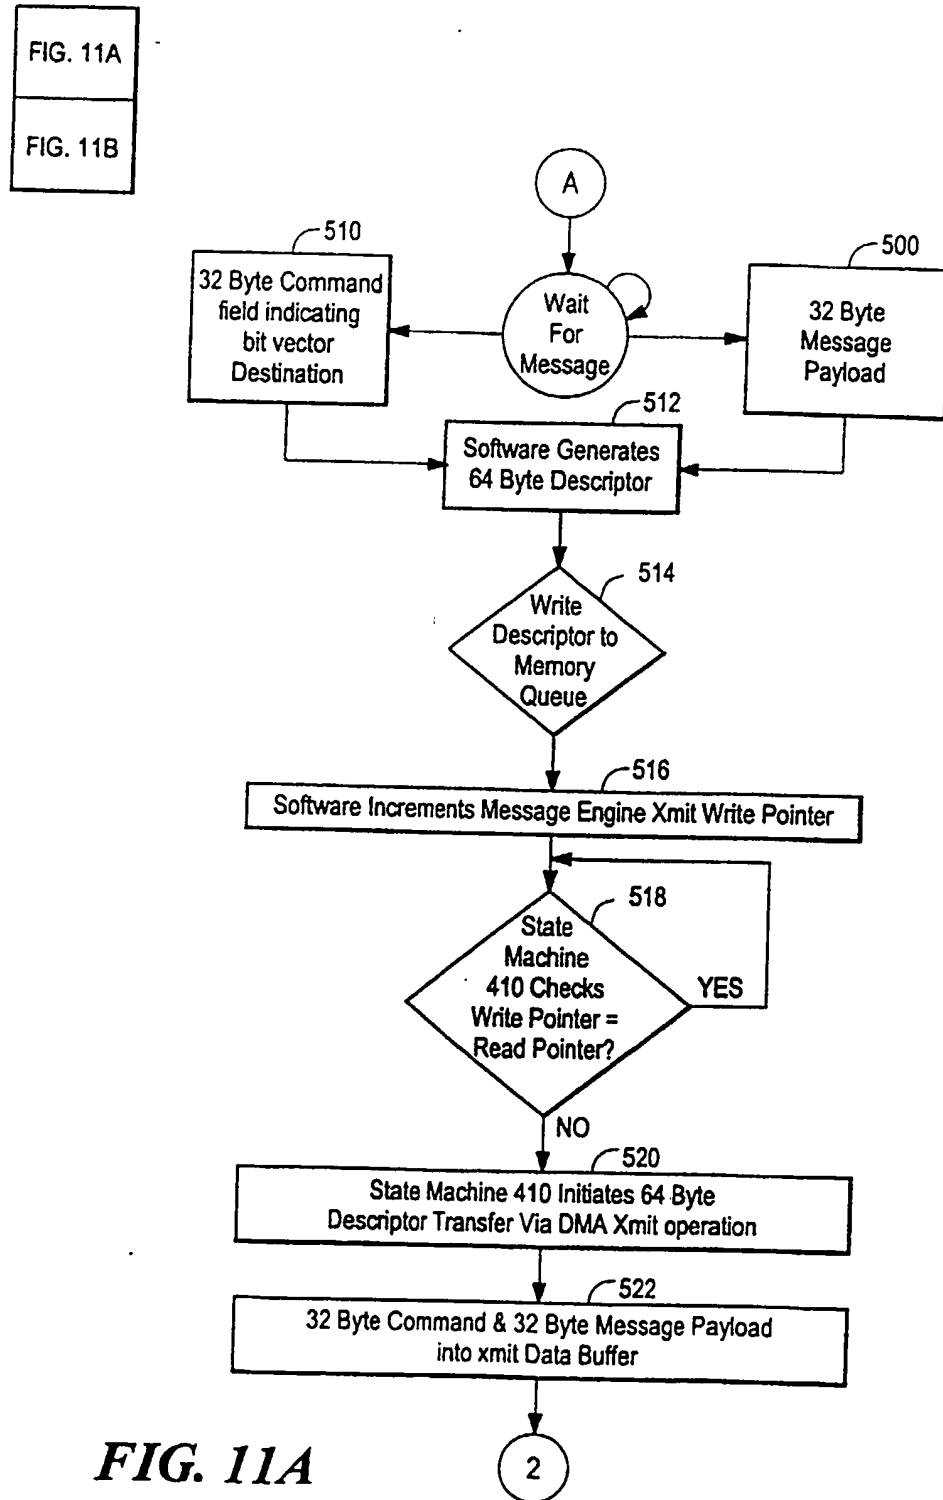 FIG. 11A
FIG. 11B
A
510
32 Byte Command
field indicating
bit vector
Destination
Wait
For
Message
500
32 Byte
Message
Payload
512
Software Generates
64 Byte Descriptor
514
Write
Descriptor to
Memory
Queue
516
Software Increments Message Engine Xmit Write Pointer
518
State
Machine
410 Checks
Write Pointer =
Read Pointer?
YES
NO
520
State Machine 410 Initiates 64 Byte
Descriptor Transfer Via DMA Xmit operation
522
32 Byte Command & 32 Byte Message Payload
into xmit Data Buffer
2
FIG. 11A